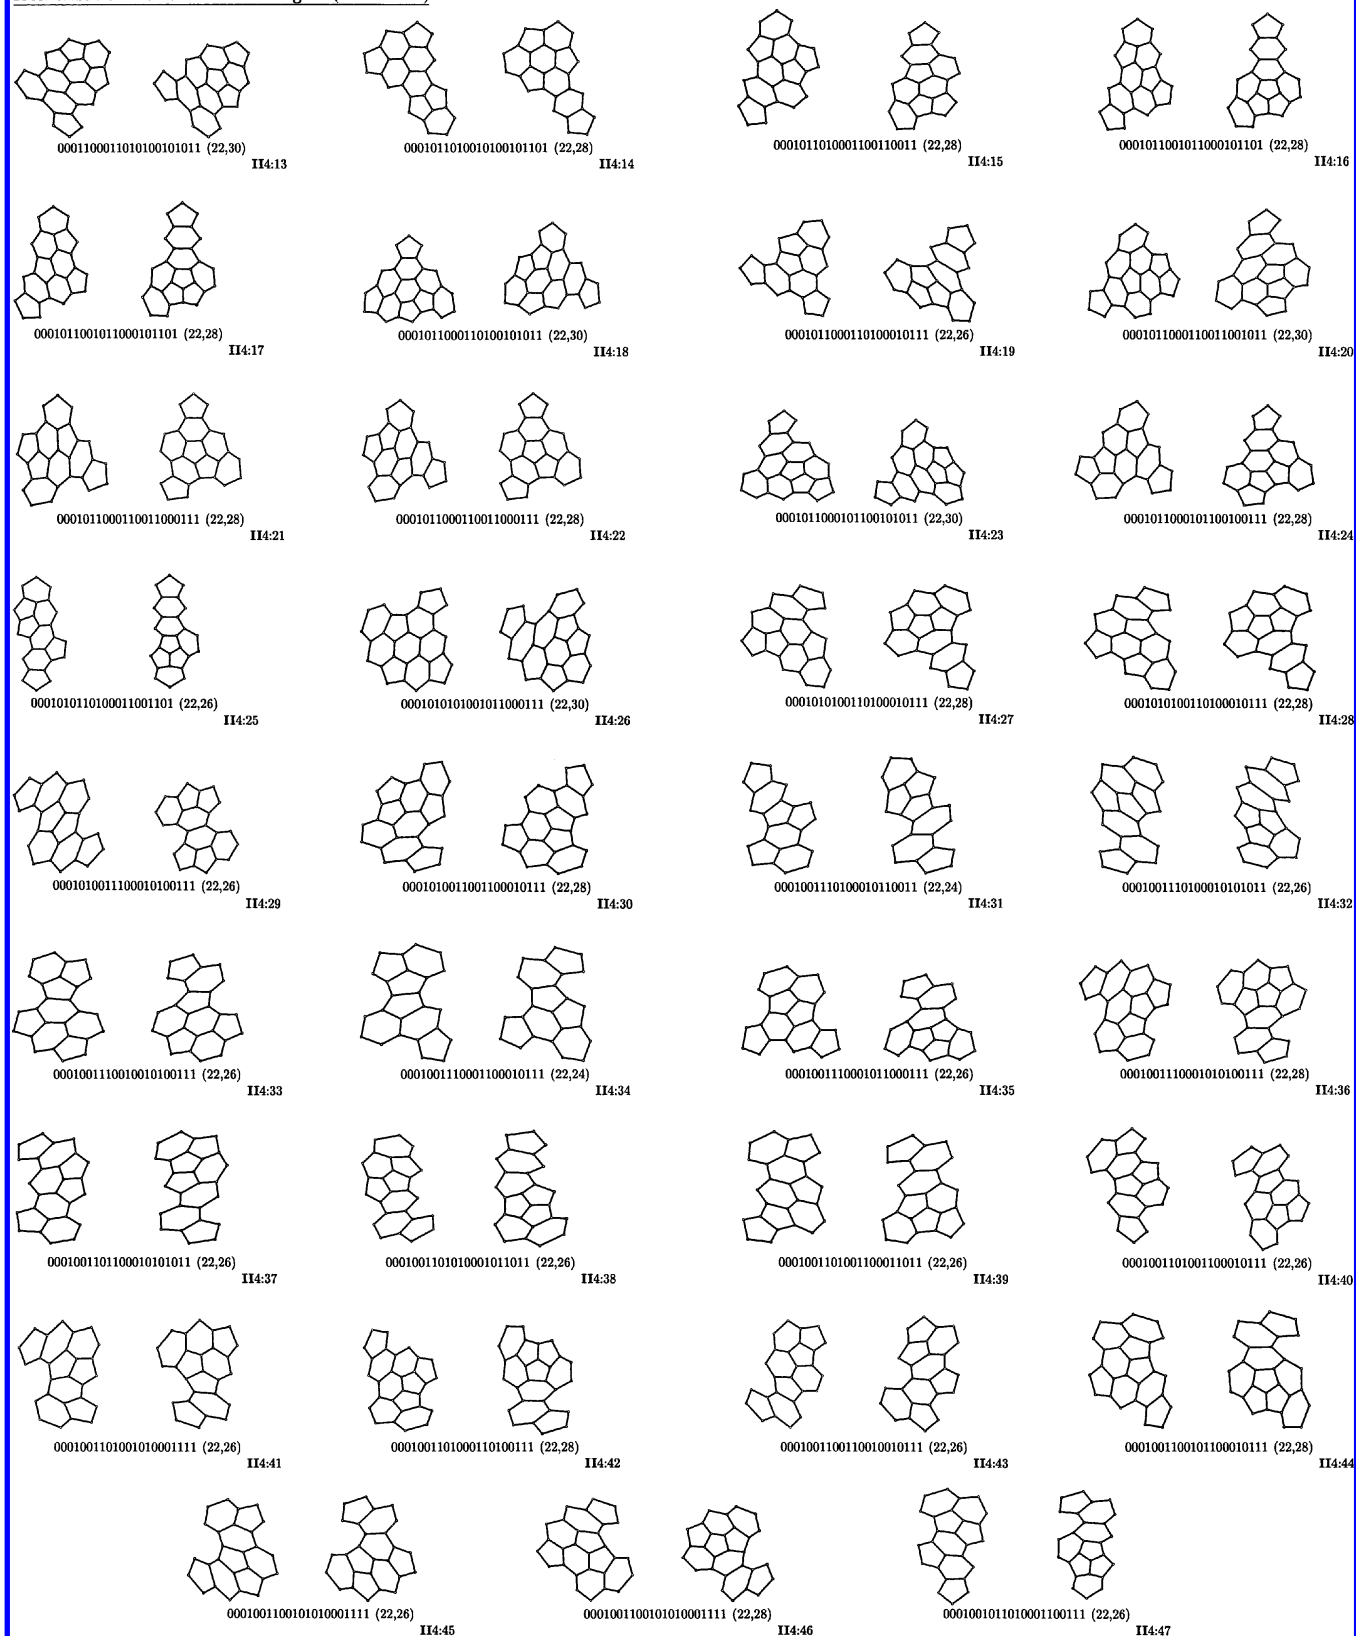 0001100011010100101011 (22,30)
II4:13
0001011010010100101101 (22,28)
II4:14
0001011010001100110011 (22,28)
II4:15
0001011001011000101101 (22,28)
II4:16
0001011001011000101101 (22,28)
II4:17
0001011000110100101011 (22,30)
II4:18
0001011000110100010111 (22,26)
II4:19
0001011000110011001011 (22,30)
II4:20
0001011000110011000111 (22,28)
II4:21
0001011000110011000111 (22,28)
II4:22
0001011000101100101011 (22,30)
II4:23
0001011000101100100111 (22,28)
II4:24
0001010110100011001101 (22,26)
II4:25
0001010101001011000111 (22,30)
II4:26
0001010100110100010111 (22,28)
II4:27
0001010100110100010111 (22,28)
II4:28
0001010011100010100111 (22,26)
II4:29
0001010011001100010111 (22,28)
II4:30
0001001110100010110011 (22,24)
II4:31
0001001110100010101011 (22,26)
II4:32
0001001110010010100111 (22,26)
II4:33
0001001110001100010111 (22,24)
II4:34
0001001110001011000111 (22,26)
II4:35
0001001110001010100111 (22,28)
II4:36
0001001101100010101011 (22,26)
II4:37
0001001101010001011011 (22,26)
II4:38
0001001101001100011011 (22,26)
II4:39
0001001101001100010111 (22,26)
II4:40
0001001101001010001111 (22,26)
II4:41
0001001101000110100111 (22,28)
II4:42
0001001100110010010111 (22,26)
II4:43
0001001100101100010111 (22,28)
II4:44
0001001100101010001111 (22,26)
II4:45
0001001100101010001111 (22,28)
II4:46
0001001011010001100111 (22,26)
II4:47